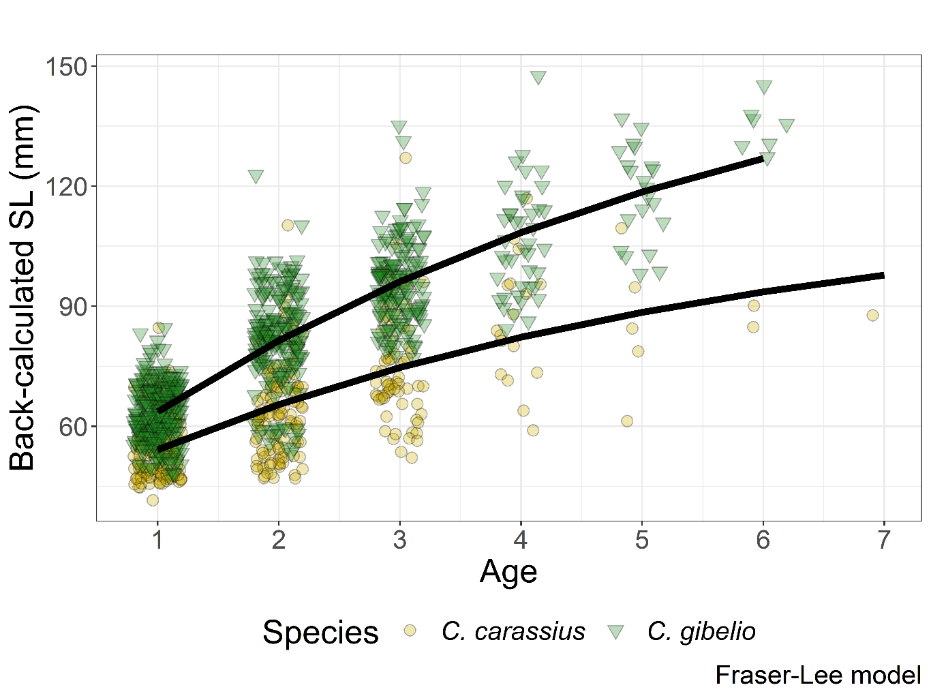 Back-calculated SL (mm)
150
120
90
60
1 2 3 4 5 6 7
Age
Species C. carassius C. gibelio
Fraser-Lee model